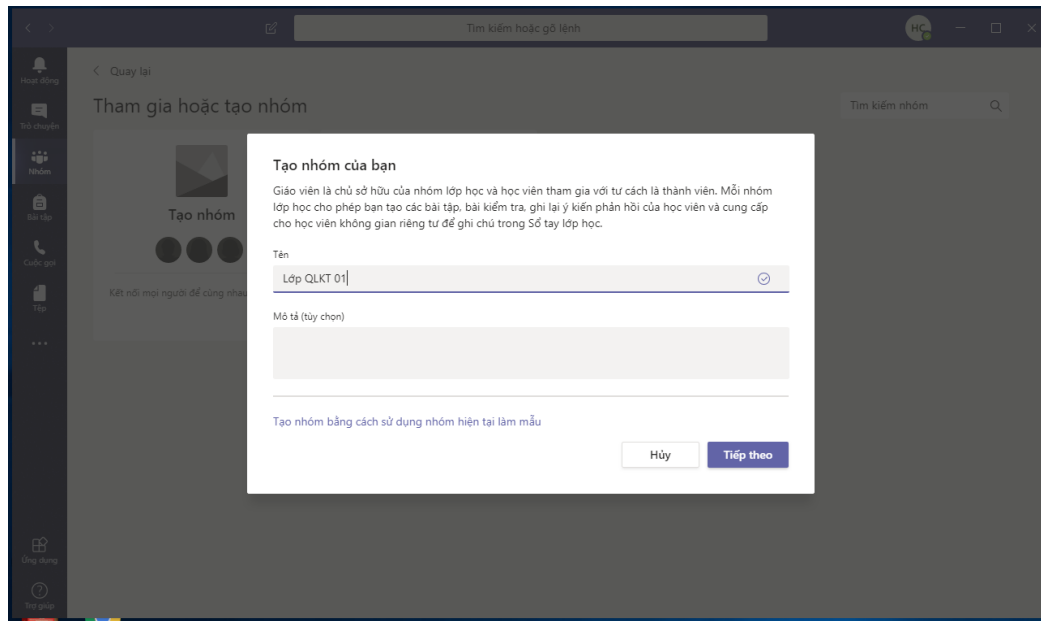 Tìm kiếm hoặc gõ lệnh
HC
Hoạt động
Trò chuyện
Nhóm
Bài tập
Cuộc gọi
Tệp
Ứng dụng
Trợ giúp
Quay lại
Tham gia hoặc tạo nhóm
Tìm kiếm nhóm
Tạo nhóm
Kết nối mọi người để cùng nhau
Tạo nhóm của bạn
Giáo viên là chủ sở hữu của nhóm lớp học và học viên tham gia với tư cách là thành viên. Mỗi nhóm
lớp học cho phép bạn tạo các bài tập, bài kiểm tra, ghi lại ý kiến phản hồi của học viên và cung cấp
cho học viên không gian riêng tư để ghi chú trong Sổ tay lớp học.
Tên
Lớp QLKT 01
Mô tả (tùy chọn)
Tạo nhóm bằng cách sử dụng nhóm hiện tại làm mẫu
Hủy
Tiếp theo